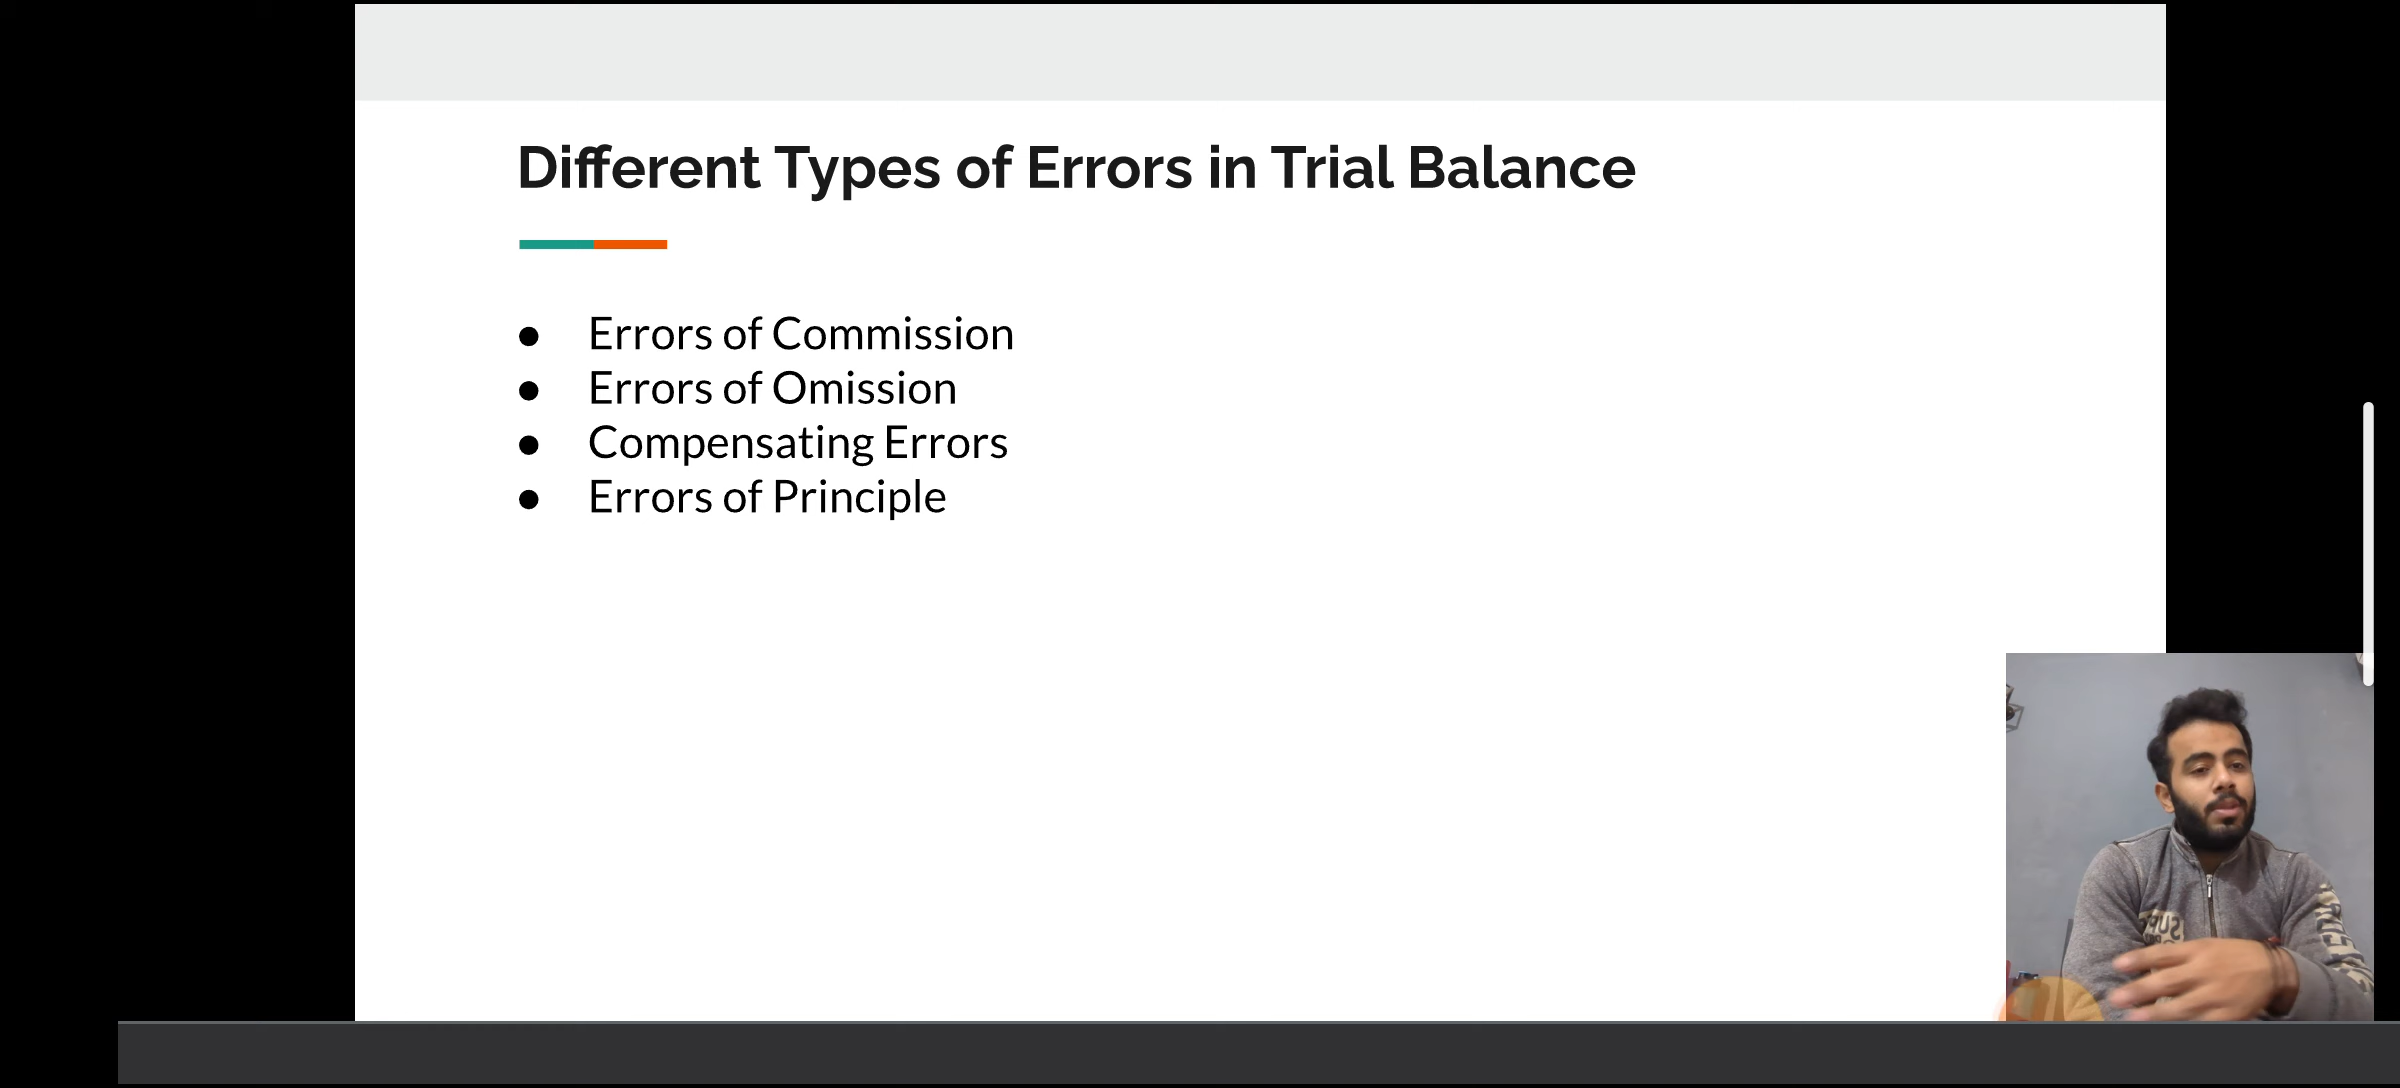 Different Types of Errors in Trial Balance
● Errors of Commission
● Errors of Omission
● Compensating Errors
● Errors of Principle